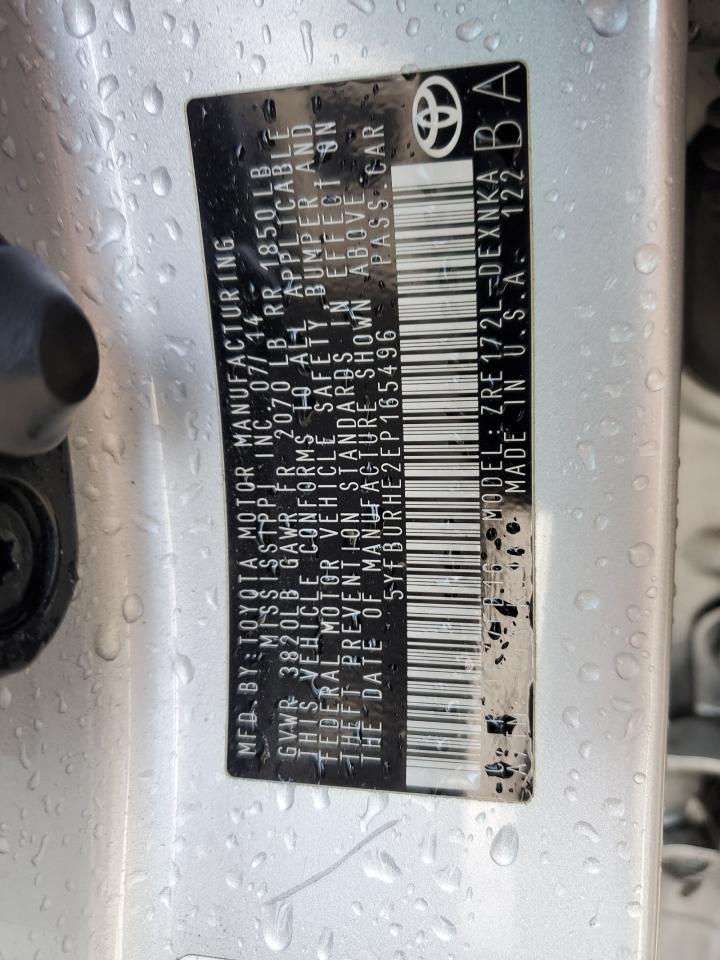 MFD.BY:TOYOTA MOTOR MANUFACTURING
MISSISSIPPI INC 07/14
GVWR 3820LB GAWR FR 2070 LB RR 1850LB
THIS VEHICLE CONFORMS TO ALL APPLICABLE
FEDERAL MOTOR VEHICLE SAFETY,BUMPER AND
THEFT PREVENTION STANDARDS IN EFFECT ON
THE DATE OF MANUFACTURE SHOWN ABOVE.
5YFBURHE2EP165496 PASS.CAR
MODEL:ZRE172L-DEXNKA B A
MADE IN U.S.A. 122 B